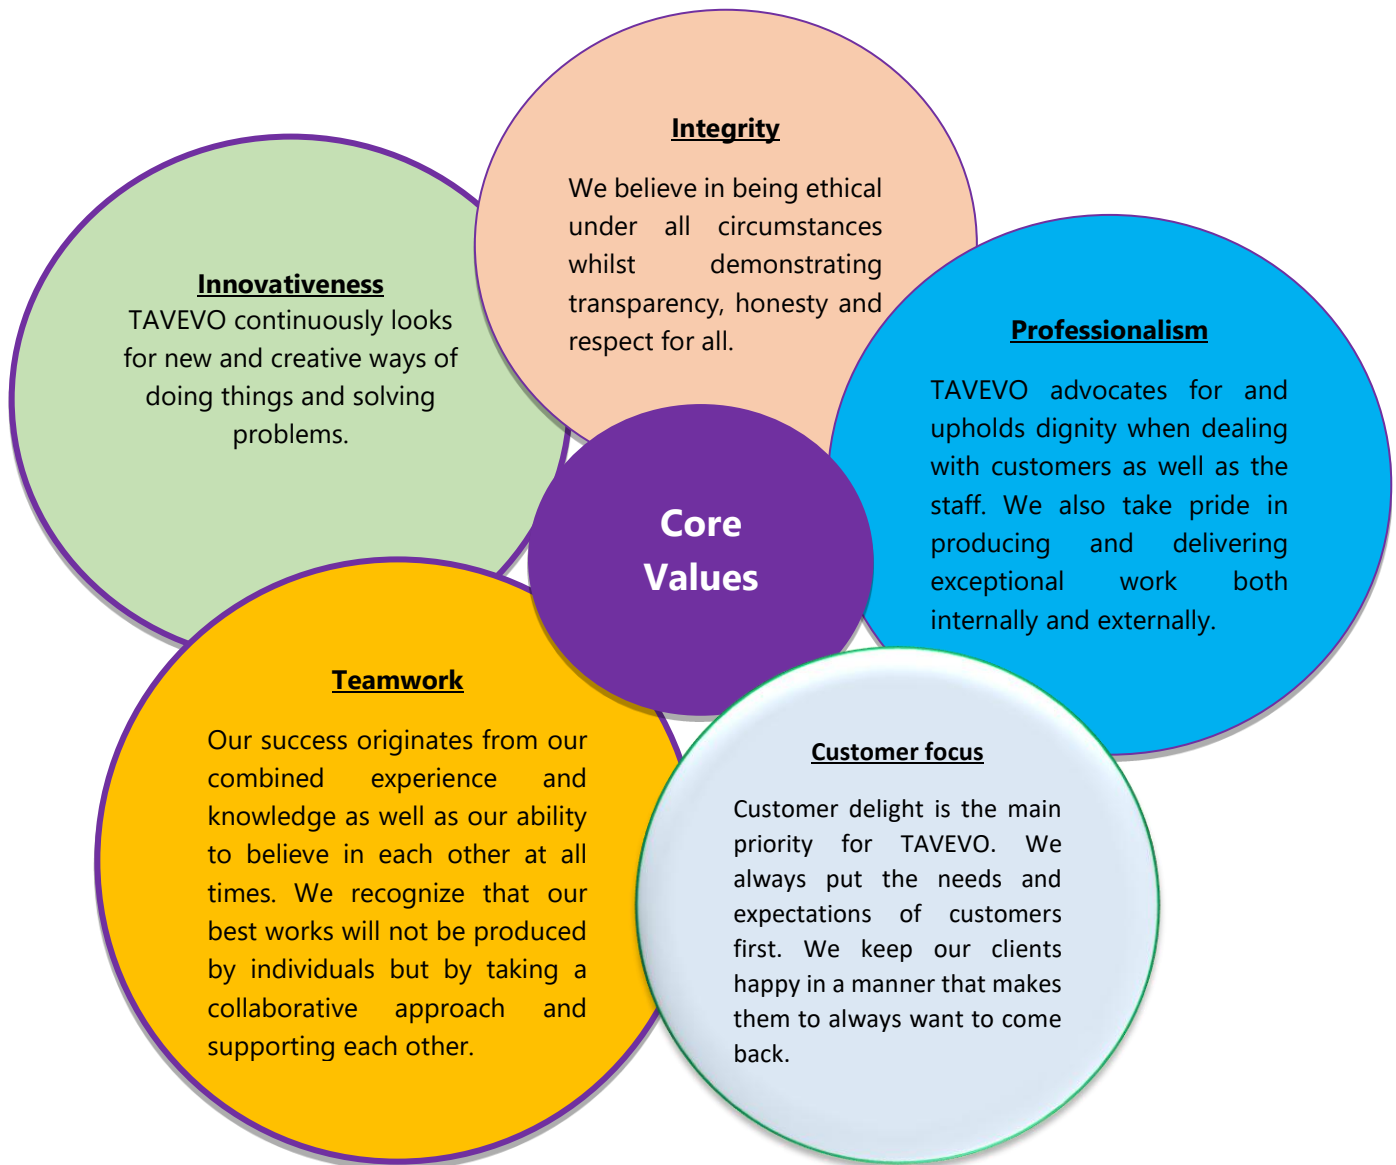 Integrity
We believe in being ethical
under all circumstances
whilst demonstrating
transparency, honesty and
respect for all.
Innovativeness
TAVEVO continuously looks
for new and creative ways of
doing things and solving
problems.
Professionalism
TAVEVO advocates for and
upholds dignity when dealing
with customers as well as the
staff. We also take pride in
producing and delivering
exceptional work both
internally and externally.
Core
Values
Teamwork
Our success originates from our
combined experience and
knowledge as well as our ability
to believe in each other at all
times. We recognize that our
best works will not be produced
by individuals but by taking a
collaborative approach and
supporting each other.
Customer focus
Customer delight is the main
priority for TAVEVO. We
always put the needs and
expectations of customers
first. We keep our clients
happy in a manner that makes
them to always want to come
back.